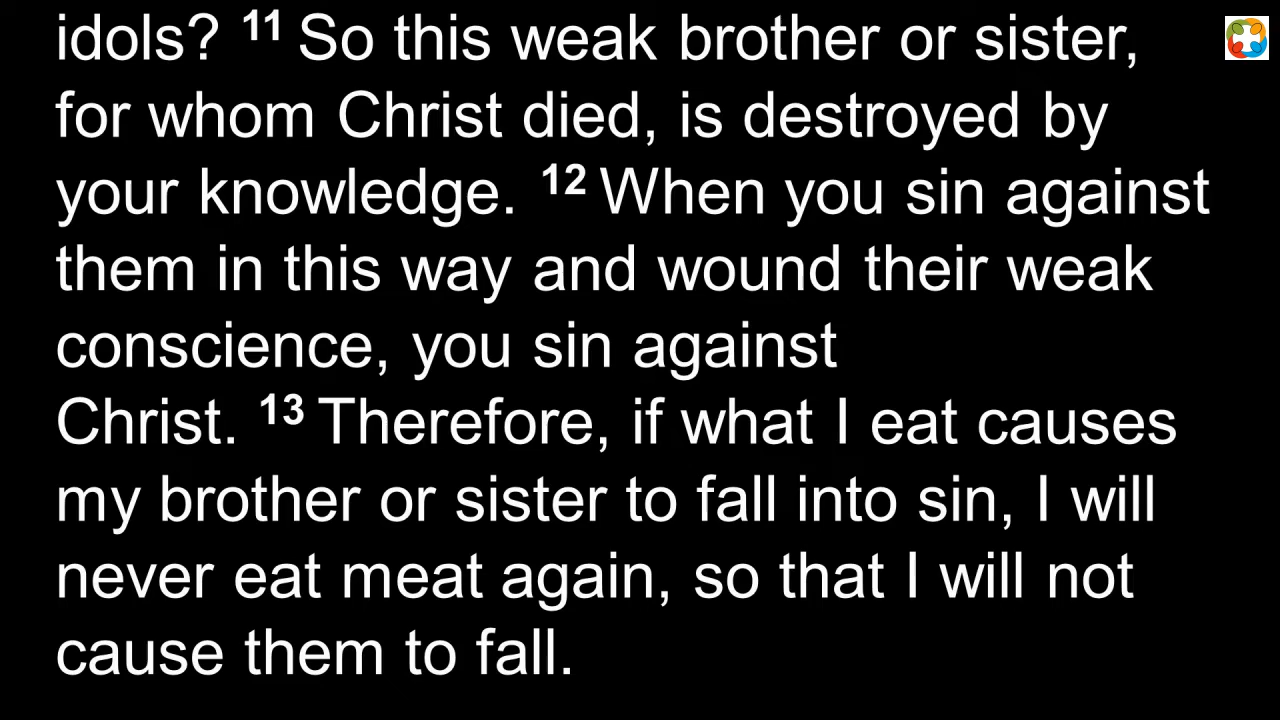 idols? 11 So this weak brother or sister,
for whom Christ died, is destroyed by
your knowledge. 12 When you sin against
them in this way and wound their weak
conscience, you sin against
Christ. 13 Therefore, if what I eat causes
my brother or sister to fall into sin, I will
never eat meat again, so that I will not
cause them to fall.